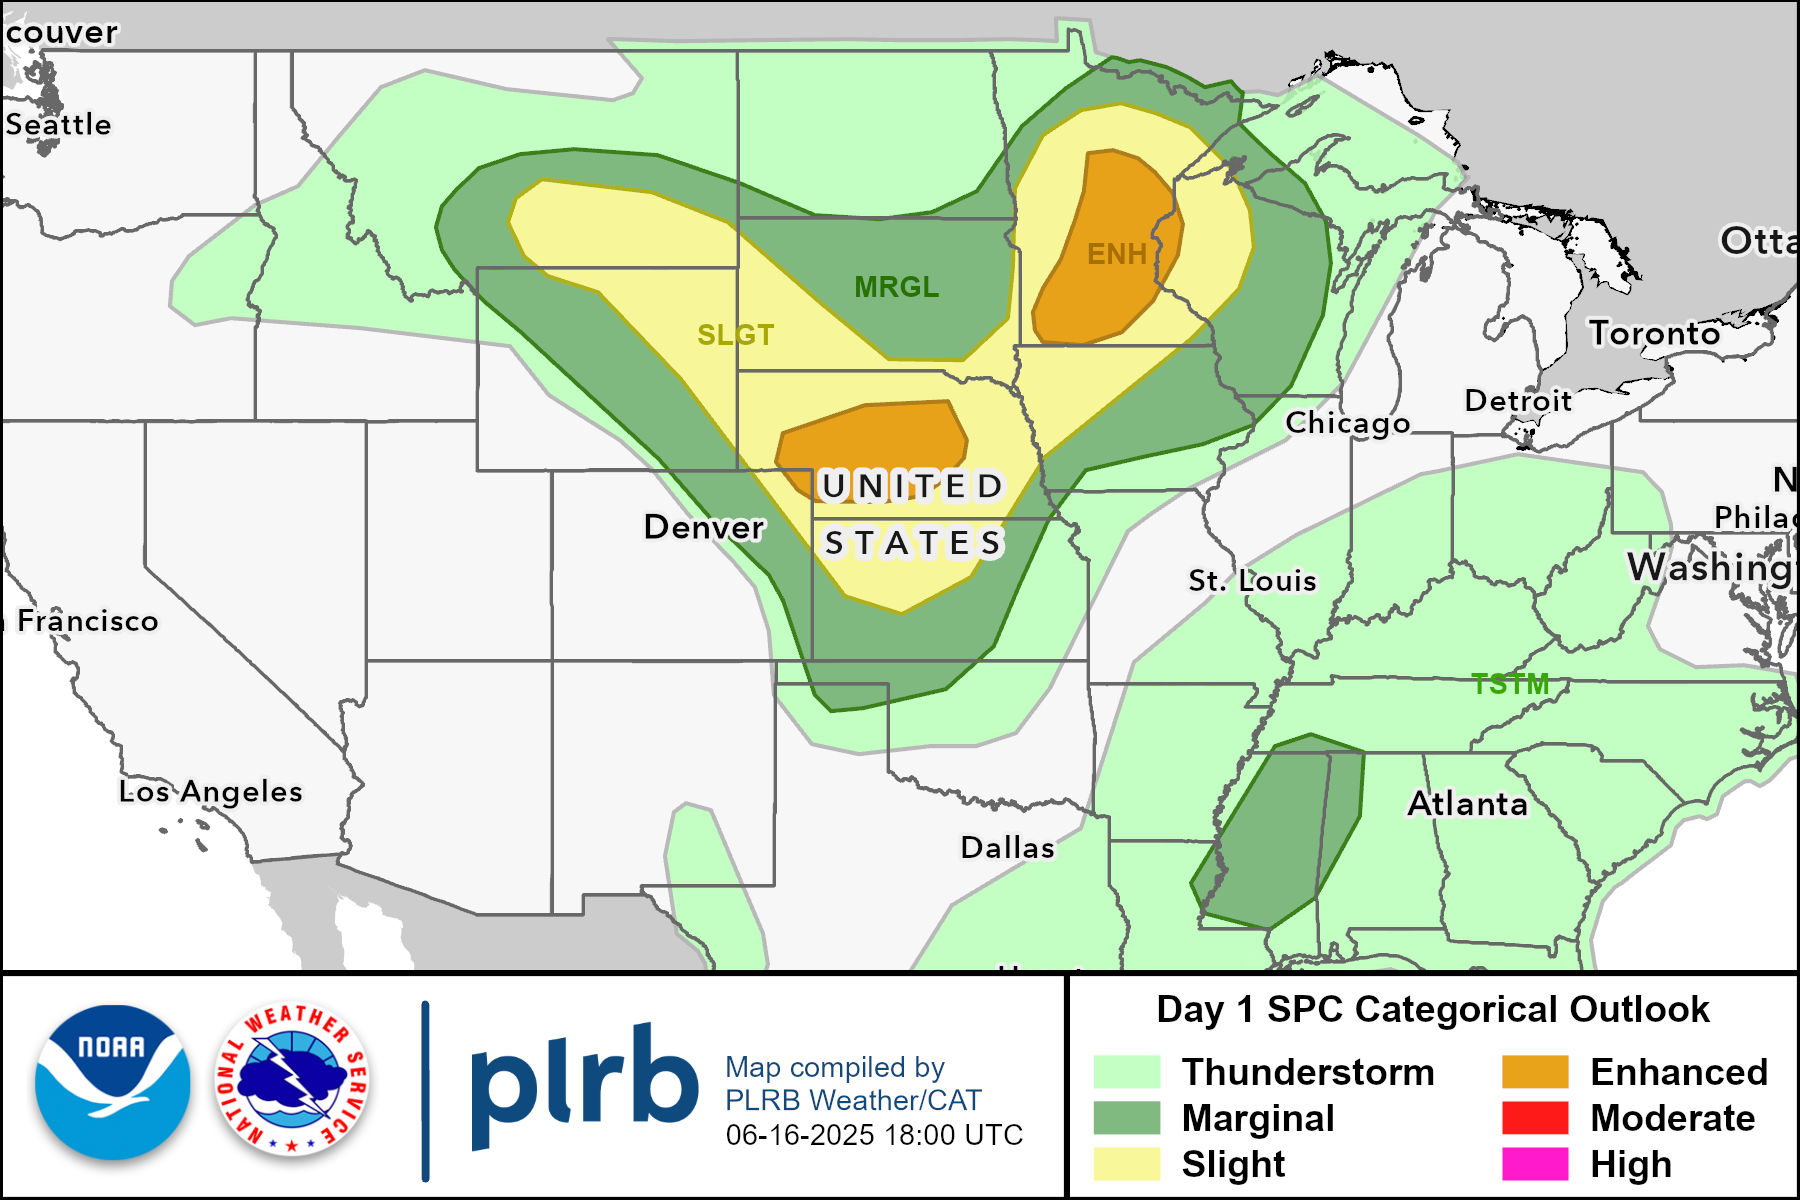 couver
Seattle
Otta
ENH
MRGL
SLGT
Toronto
Detroit
Chicago
N
UNITED
Philac
Denver
STATES
Washingt
St. Louis
Francisco
TSTM
Los Angeles
Atlanta
Dallas
NOAA
NATIONAL WEATHER SERVICE
plrb
Map compiled by
PLRB Weather/CAT
06-16-2025 18:00 UTC
Day 1 SPC Categorical Outlook
Thunderstorm
Enhanced
Marginal
Moderate
Slight
High